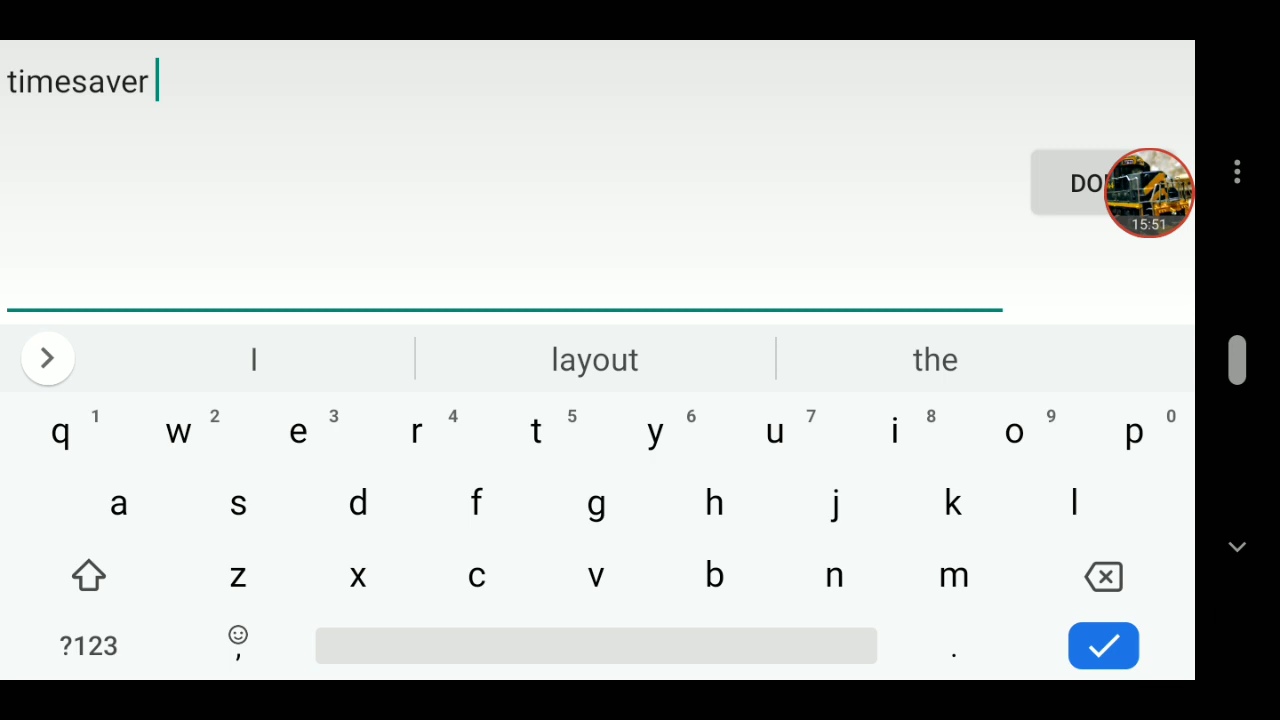 timesaver
DO
15:51
I layout the
q 1 w 2 e 3 r 4 t 5 y 6 u 7 i 8 o 9 p 0
a s d f g h j k l
z x c v b n m
?123 , .